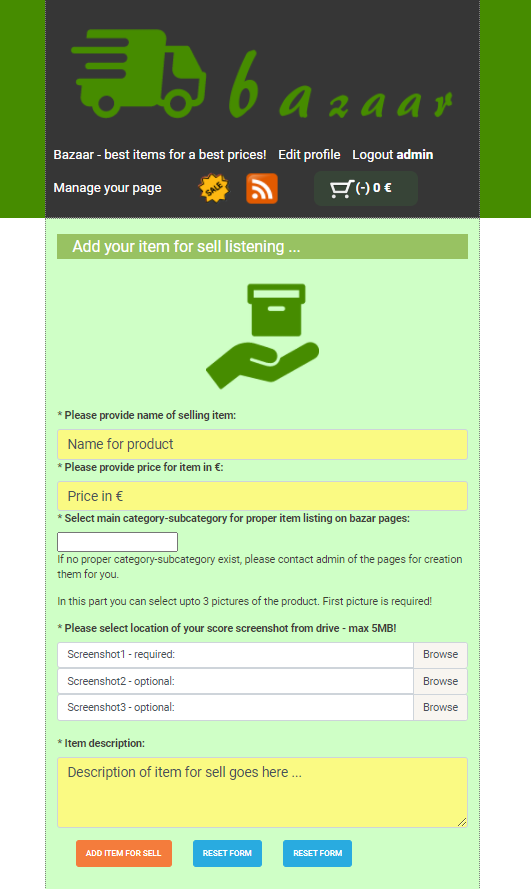 bazaar
Bazaar - best items for a best prices! Edit profile Logout admin
Manage your page SALE (-) 0 €
Add your item for sell listening ...
* Please provide name of selling item:
Name for product
* Please provide price for item in €:
Price in €
* Select main category-subcategory for proper item listing on bazar pages:
If no proper category-subcategory exist, please contact admin of the pages for creation
them for you.
In this part you can select upto 3 pictures of the product. First picture is required!
* Please select location of your score screenshot from drive - max 5MB!
Screenshot1 - required: Browse
Screenshot2 - optional: Browse
Screenshot3 - optional: Browse
* Item description:
Description of item for sell goes here ...
ADD ITEM FOR SELL RESET FORM RESET FORM